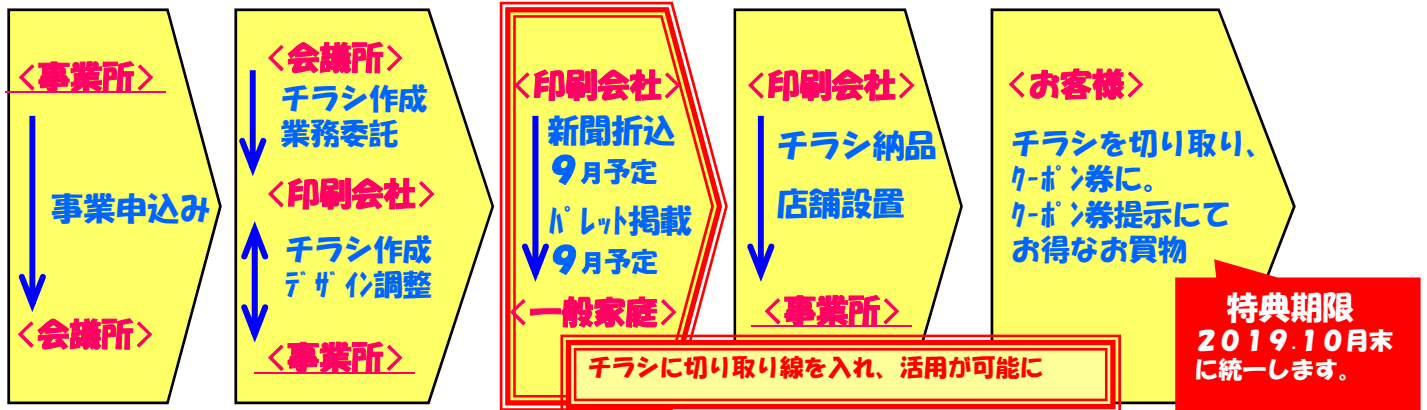 <事業所>
事業申込み
<会議所>
<会議所>
チラシ作成
業務委託
<印刷会社>
チラシ作成
デザイン調整
<事業所>
<印刷会社>
新聞折込
9月予定
パレット掲載
9月予定
<一般家庭>
<印刷会社>
チラシ納品
店舗設置
<事業所>
<お客様>
チラシを切り取り、
クーポン券に。
クーポン券提示にて
お得なお買物
チラシに切り取り線を入れ、活用が可能に
特典期限
2019.10月末
に統一します。